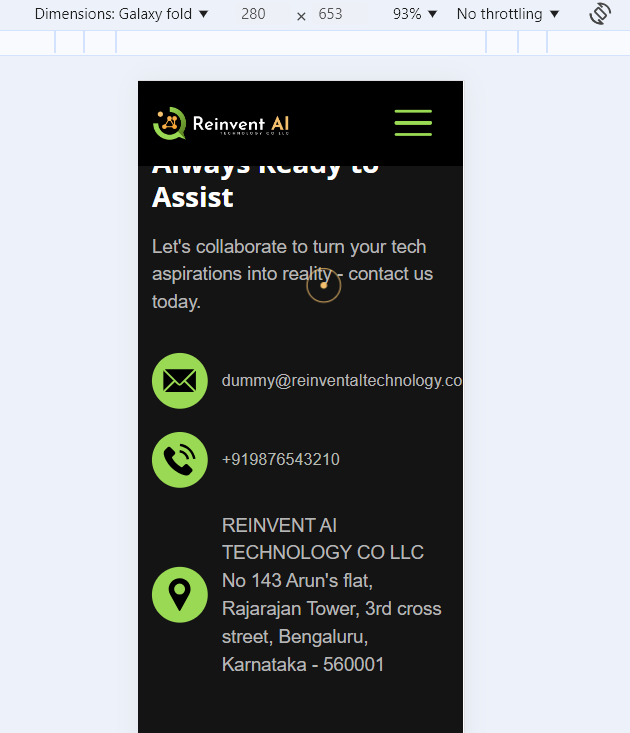 Dimensions: Galaxy fold ▼ 280 × 653 93% ▼ No throttling ▼
Reinvent AI
TECHNOLOGY CO LLC
Always Ready to
Assist
Let's collaborate to turn your tech
aspirations into reality - contact us
today.
dummy@reinventaltechnology.co
+919876543210
REINVENT AI
TECHNOLOGY CO LLC
No 143 Arun's flat,
Rajarajan Tower, 3rd cross
street, Bengaluru,
Karnataka - 560001